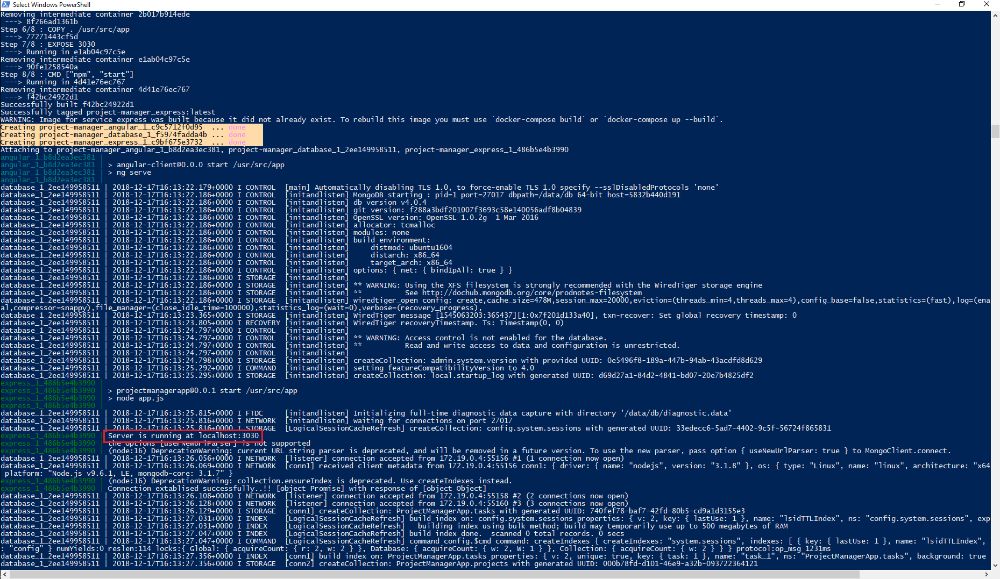 Select Windows PowerShell
Removing intermediate container 2b017b914ede
 ---> 8f266ad1361b
Step 6/8 : COPY . /usr/src/app
 ---> 77271443cf5d
Step 7/8 : EXPOSE 3030
 ---> Running in e1ab04c97c5e
Removing intermediate container e1ab04c97c5e
 ---> 90fe1258540a
Step 8/8 : CMD ["npm", "start"]
 ---> Running in 4d41e76ec767
Removing intermediate container 4d41e76ec767
 ---> f42bc24922d1
Successfully built f42bc24922d1
Successfully tagged project-manager_express:latest
WARNING: Image for service express was built because it did not already exist. To rebuild this image you must use `docker-compose build` or `docker-compose up --build`.
Creating project-manager_angular_1_c9c5712f0d95  ... done
Creating project-manager_database_1_f5974fadda4b ... done
Creating project-manager_express_1_c9bf675e3732  ... done
Attaching to project-manager_angular_1_b8d2ea3ec381, project-manager_database_1_2ee149958511, project-manager_express_1_486b5e4b3990
angular_1_b8d2ea3ec381 |
angular_1_b8d2ea3ec381 | > angular-client@0.0.0 start /usr/src/app
angular_1_b8d2ea3ec381 | > ng serve
angular_1_b8d2ea3ec381 |
database_1_2ee149958511 | 2018-12-17T16:13:22.179+0000 I CONTROL  [main] Automatically disabling TLS 1.0, to force-enable TLS 1.0 specify --sslDisabledProtocols 'none'
database_1_2ee149958511 | 2018-12-17T16:13:22.186+0000 I CONTROL  [initandlisten] MongoDB starting : pid=1 port=27017 dbpath=/data/db 64-bit host=5832b440d191
database_1_2ee149958511 | 2018-12-17T16:13:22.186+0000 I CONTROL  [initandlisten] db version v4.0.4
database_1_2ee149958511 | 2018-12-17T16:13:22.186+0000 I CONTROL  [initandlisten] git version: f288a3bdf201007f3693c58e140056adf8b04839
database_1_2ee149958511 | 2018-12-17T16:13:22.186+0000 I CONTROL  [initandlisten] OpenSSL version: OpenSSL 1.0.2g  1 Mar 2016
database_1_2ee149958511 | 2018-12-17T16:13:22.186+0000 I CONTROL  [initandlisten] allocator: tcmalloc
database_1_2ee149958511 | 2018-12-17T16:13:22.186+0000 I CONTROL  [initandlisten] modules: none
database_1_2ee149958511 | 2018-12-17T16:13:22.186+0000 I CONTROL  [initandlisten] build environment:
database_1_2ee149958511 | 2018-12-17T16:13:22.186+0000 I CONTROL  [initandlisten]     distmod: ubuntu1604
database_1_2ee149958511 | 2018-12-17T16:13:22.186+0000 I CONTROL  [initandlisten]     distarch: x86_64
database_1_2ee149958511 | 2018-12-17T16:13:22.186+0000 I CONTROL  [initandlisten]     target_arch: x86_64
database_1_2ee149958511 | 2018-12-17T16:13:22.186+0000 I CONTROL  [initandlisten] options: { net: { bindIpAll: true } }
database_1_2ee149958511 | 2018-12-17T16:13:22.186+0000 I STORAGE  [initandlisten]
database_1_2ee149958511 | 2018-12-17T16:13:22.186+0000 I STORAGE  [initandlisten] ** WARNING: Using the XFS filesystem is strongly recommended with the WiredTiger storage engine
database_1_2ee149958511 | 2018-12-17T16:13:22.186+0000 I STORAGE  [initandlisten] **          See http://dochub.mongodb.org/core/prodnotes-filesystem
database_1_2ee149958511 | 2018-12-17T16:13:22.186+0000 I STORAGE  [initandlisten] wiredtiger_open config: create,cache_size=478M,session_max=20000,eviction=(threads_min=4,threads_max=4),config_base=false,statistics=(fast),log=(ena
al,compressor=snappy),file_manager=(close_idle_time=100000),statistics_log=(wait=0),verbose=(recovery_progress),
database_1_2ee149958511 | 2018-12-17T16:13:23.365+0000 I STORAGE  [initandlisten] WiredTiger message [1545063203:365437][1:0x7f201d133a40], txn-recover: Set global recovery timestamp: 0
database_1_2ee149958511 | 2018-12-17T16:13:23.805+0000 I RECOVERY [initandlisten] WiredTiger recoveryTimestamp. Ts: Timestamp(0, 0)
database_1_2ee149958511 | 2018-12-17T16:13:24.797+0000 I CONTROL  [initandlisten]
database_1_2ee149958511 | 2018-12-17T16:13:24.797+0000 I CONTROL  [initandlisten] ** WARNING: Access control is not enabled for the database.
database_1_2ee149958511 | 2018-12-17T16:13:24.797+0000 I CONTROL  [initandlisten] **          Read and write access to data and configuration is unrestricted.
database_1_2ee149958511 | 2018-12-17T16:13:24.797+0000 I CONTROL  [initandlisten]
database_1_2ee149958511 | 2018-12-17T16:13:24.798+0000 I STORAGE  [initandlisten] createCollection: admin.system.version with provided UUID: 0e5496f8-189a-447b-94ab-43acdfd8d629
database_1_2ee149958511 | 2018-12-17T16:13:25.292+0000 I COMMAND  [initandlisten] setting featureCompatibilityVersion to 4.0
database_1_2ee149958511 | 2018-12-17T16:13:25.295+0000 I STORAGE  [initandlisten] createCollection: local.startup_log with generated UUID: d69d27a1-84d2-4841-bd07-20e7b4825df2
express_1_486b5e4b3990 |
express_1_486b5e4b3990 | > projectmanagerapp@0.0.1 start /usr/src/app
express_1_486b5e4b3990 | > node app.js
express_1_486b5e4b3990 |
database_1_2ee149958511 | 2018-12-17T16:13:25.815+0000 I FTDC     [initandlisten] Initializing full-time diagnostic data capture with directory '/data/db/diagnostic.data'
database_1_2ee149958511 | 2018-12-17T16:13:25.816+0000 I NETWORK  [initandlisten] waiting for connections on port 27017
database_1_2ee149958511 | 2018-12-17T16:13:25.816+0000 I STORAGE  [LogicalSessionCacheRefresh] createCollection: config.system.sessions with generated UUID: 33edecc6-5ad7-4402-9c5f-56724f865831
express_1_486b5e4b3990 | Server is running at localhost:3030
express_1_486b5e4b3990 | the options [userNewUrlParser] is not supported
express_1_486b5e4b3990 | (node:16) DeprecationWarning: current URL string parser is deprecated, and will be removed in a future version. To use the new parser, pass option { useNewUrlParser: true } to MongoClient.connect.
database_1_2ee149958511 | 2018-12-17T16:13:26.056+0000 I NETWORK  [listener] connection accepted from 172.19.0.4:55156 #1 (1 connection now open)
database_1_2ee149958511 | 2018-12-17T16:13:26.069+0000 I NETWORK  [conn1] received client metadata from 172.19.0.4:55156 conn1: { driver: { name: "nodejs", version: "3.1.8" }, os: { type: "Linux", name: "linux", architecture: "x64
 platform: "Node.js v9.6.1, LE, mongodb-core: 3.1.7" }
express_1_486b5e4b3990 | (node:16) DeprecationWarning: collection.ensureIndex is deprecated. Use createIndexes instead.
express_1_486b5e4b3990 | Connection extablised successfully..!! [object Promise] with response of [object Object]
database_1_2ee149958511 | 2018-12-17T16:13:26.108+0000 I NETWORK  [listener] connection accepted from 172.19.0.4:55158 #2 (2 connections now open)
database_1_2ee149958511 | 2018-12-17T16:13:26.128+0000 I NETWORK  [listener] connection accepted from 172.19.0.4:55160 #3 (3 connections now open)
database_1_2ee149958511 | 2018-12-17T16:13:26.129+0000 I STORAGE  [conn1] createCollection: ProjectManagerApp.tasks with generated UUID: 740fef78-baf7-42fd-80b5-cd9a1d3155e3
database_1_2ee149958511 | 2018-12-17T16:13:27.031+0000 I INDEX    [LogicalSessionCacheRefresh] build index on: config.system.sessions properties: { v: 2, key: { lastUse: 1 }, name: "lsidTTLIndex", ns: "config.system.sessions", exp
database_1_2ee149958511 | 2018-12-17T16:13:27.031+0000 I INDEX    [LogicalSessionCacheRefresh]   building index using bulk method; build may temporarily use up to 500 megabytes of RAM
database_1_2ee149958511 | 2018-12-17T16:13:27.047+0000 I INDEX    [LogicalSessionCacheRefresh] build index done.  scanned 0 total records. 0 secs
database_1_2ee149958511 | 2018-12-17T16:13:27.047+0000 I COMMAND  [LogicalSessionCacheRefresh] command config.$cmd command: createIndexes { createIndexes: "system.sessions", indexes: [ { key: { lastUse: 1 }, name: "lsidTTLIndex",
: "config" } numYields:0 reslen:114 locks:{ Global: { acquireCount: { r: 2, w: 2 } }, Database: { acquireCount: { w: 2, W: 1 } }, Collection: { acquireCount: { w: 2 } } } protocol:op_msg 1231ms
database_1_2ee149958511 | 2018-12-17T16:13:27.356+0000 I INDEX    [conn1] build index on: ProjectManagerApp.tasks properties: { v: 2, unique: true, key: { task: 1 }, name: "task_1", ns: "ProjectManagerApp.tasks", background: true
database_1_2ee149958511 | 2018-12-17T16:13:27.356+0000 I STORAGE  [conn2] createCollection: ProjectManagerApp.projects with generated UUID: 000b78fd-d101-46e9-a32b-093722364121